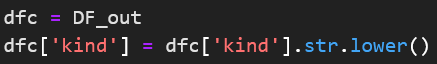 dfc = DF_out
dfc['kind'] = dfc['kind'].str.lower()